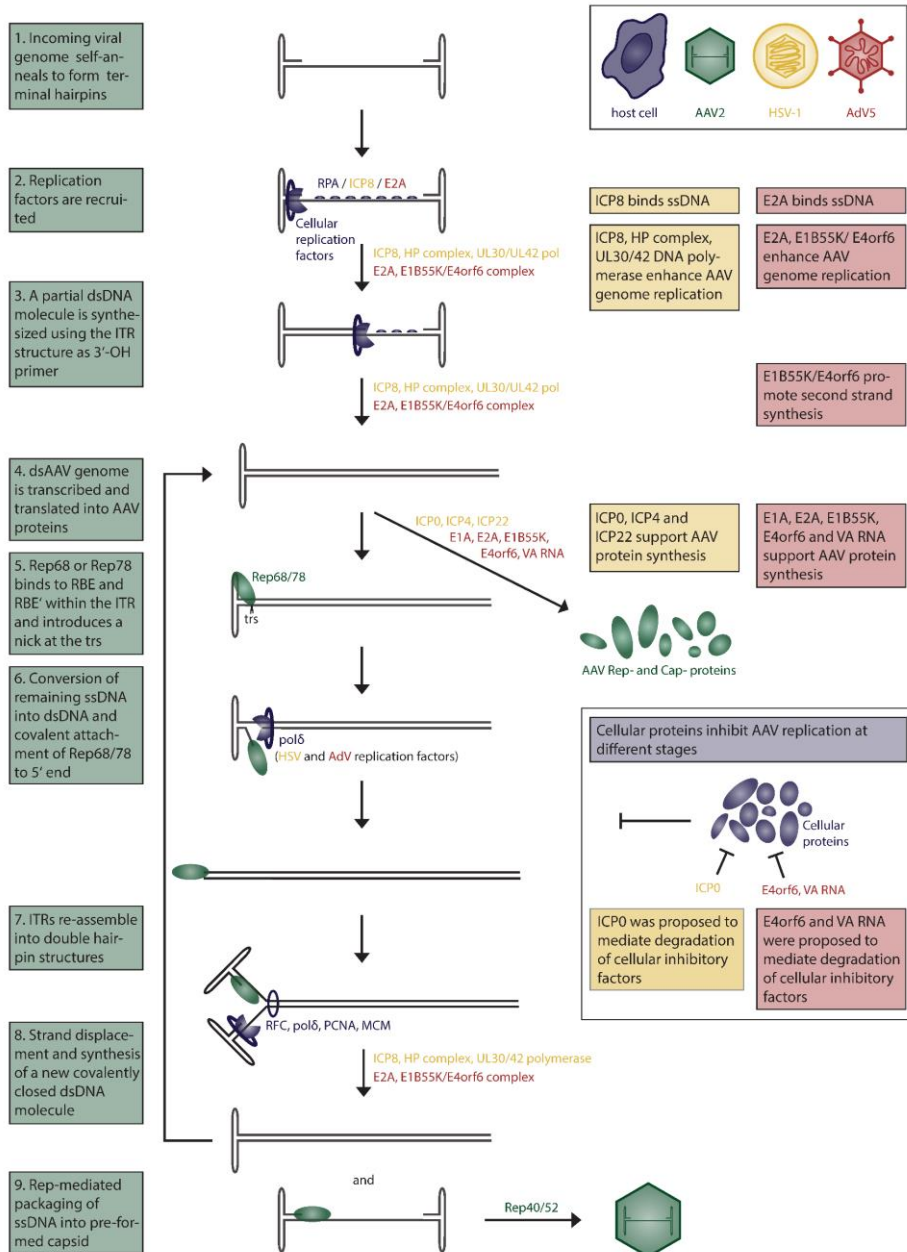 1. Incoming viral
genome self-an-
neals to form ter-
minal hairpins
host cell
AAV2
HSV-1
AdV5
2. Replication
factors are recrui-
ted
RPA / ICP8 / E2A
Cellular
replication
factors
ICP8, HP complex, UL30/UL42 pol
E2A, E1B55K/E4orf6 complex
ICP8 binds ssDNA
E2A binds ssDNA
ICP8, HP complex,
UL30/42 DNA poly-
merase enhance AAV
genome replication
E2A, E1B55K/ E4orf6
enhance AAV
genome replication
3. A partial dsDNA
molecule is synthe-
sized using the ITR
structure as 3'-OH
primer
ICP8, HP complex, UL30/UL42 pol
E2A, E1B55K/E4orf6 complex
E1B55K/E4orf6 pro-
mote second strand
synthesis
4. dsAAV genome
is transcribed and
translated into AAV
proteins
ICP0, ICP4, ICP22
E1A, E2A, E1B55K,
E4orf6, VA RNA
ICP0, ICP4 and
ICP22 support AAV
protein synthesis
E1A, E2A, E1B55K,
E4orf6 and VA RNA
support AAV protein
synthesis
5. Rep68 or Rep78
binds to RBE and
RBE' within the ITR
and introduces a
nick at the trs
Rep68/78
trs
AAV Rep- and Cap- proteins
6. Conversion of
remaining ssDNA
into dsDNA and
covalent attach-
ment of Rep68/78
to 5' end
polδ
(HSV and AdV replication factors)
Cellular proteins inhibit AAV replication at
different stages
Cellular
proteins
ICP0
E4orf6, VA RNA
ICP0 was proposed to
mediate degradation
of cellular inhibitory
factors
E4orf6 and VA RNA
were proposed to
mediate degradation
of cellular inhibitory
factors
7. ITRs re-assemble
into double hair-
pin structures
RFC, polδ, PCNA, MCM
8. Strand displace-
ment and synthesis
of a new covalently
closed dsDNA
molecule
ICP8, HP complex, UL30/42 polymerase
E2A, E1B55K/E4orf6 complex
and
9. Rep-mediated
packaging of
ssDNA into pre-for-
med capsid
Rep40/52